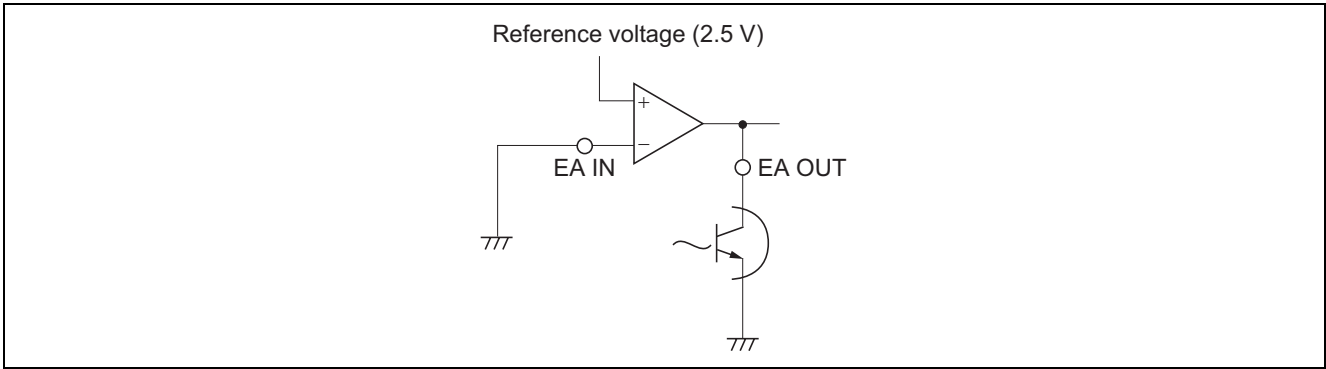 Reference voltage (2.5 V)
+
−
EA IN
EA OUT